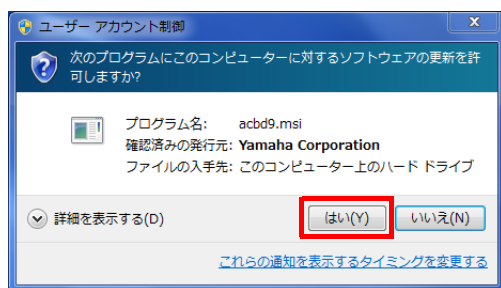 ユーザー アカウント制御
次のプログラムにこのコンピューターに対するソフトウェアの更新を許
可しますか?
プログラム名: acbd9.msi
確認済みの発行元: Yamaha Corporation
ファイルの入手先: このコンピューター上のハード ドライブ
詳細を表示する(D) はい(Y) いいえ(N)
これらの通知を表示するタイミングを変更する